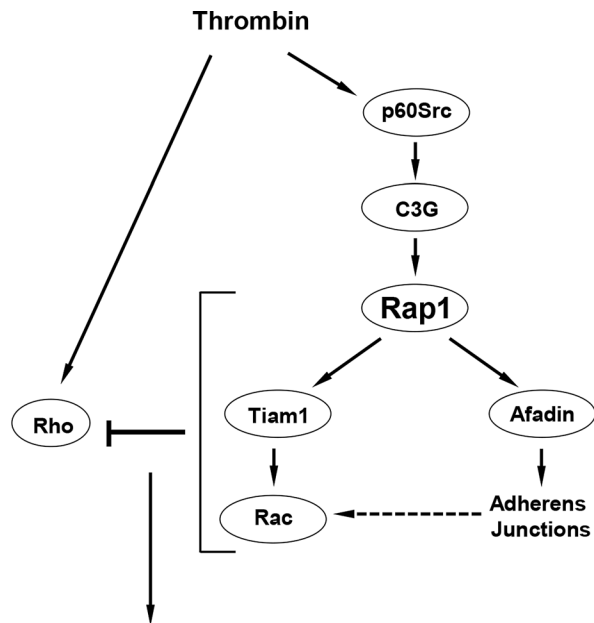 Thrombin
p60Src
C3G
Rap1
Tiam1
Afadin
Rho
Rac
Adherens
Junctions